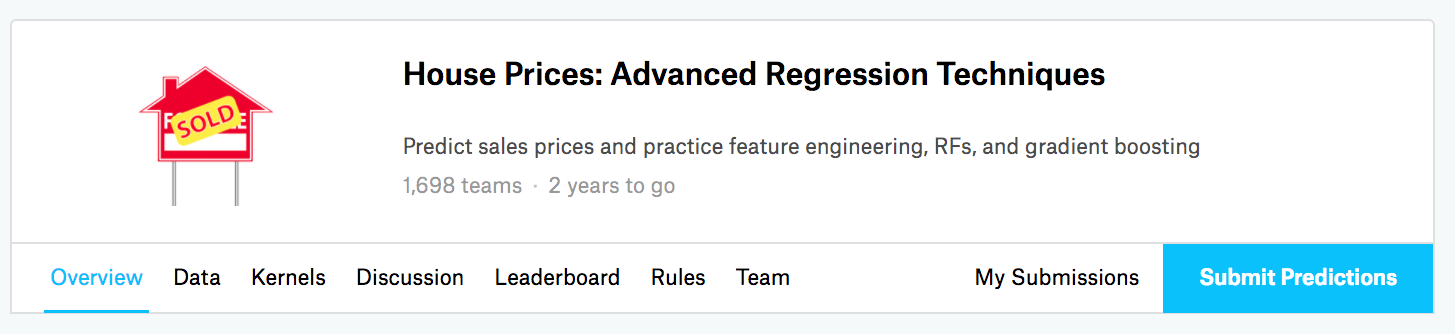 SOLD
House Prices: Advanced Regression Techniques
Predict sales prices and practice feature engineering, RFs, and gradient boosting
1,698 teams · 2 years to go
Overview Data Kernels Discussion Leaderboard Rules Team My Submissions Submit Predictions